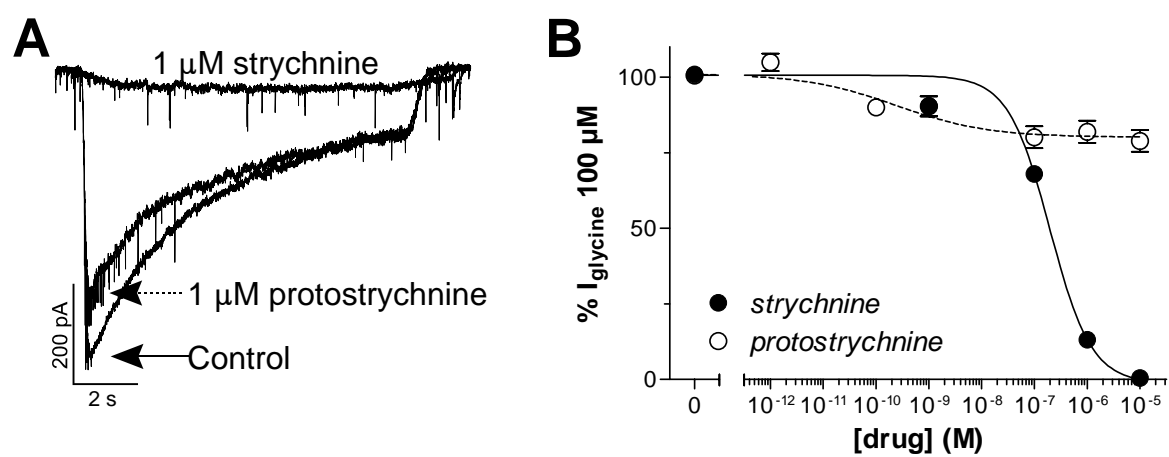 A
1 μM strychnine
1 μM protostrychnine
Control
200 pA
2 s
B
% I glycine 100 μM
100
50
0
strychnine
protostrychnine
0 10-12 10-11 10-10 10-9 10-8 10-7 10-6 10-5
[drug] (M)